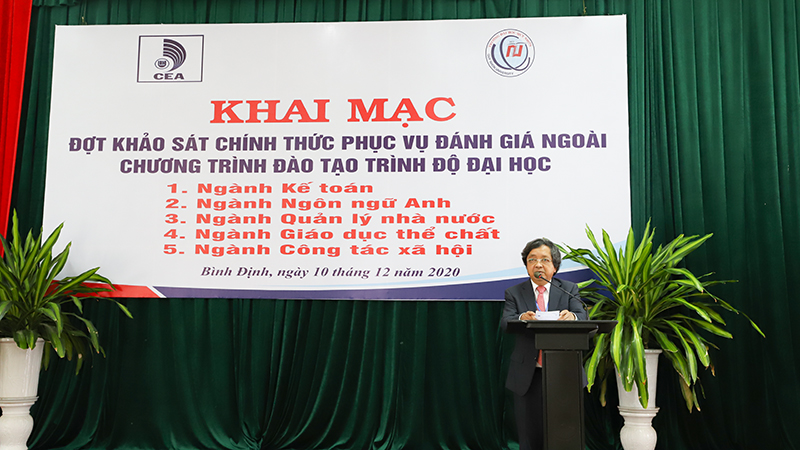 CEA
KHAI MẠC
ĐỢT KHẢO SÁT CHÍNH THỨC PHỤC VỤ ĐÁNH GIÁ NGOÀI
CHƯƠNG TRÌNH ĐÀO TẠO TRÌNH ĐỘ ĐẠI HỌC
1. Ngành Kế toán
2. Ngành Ngôn ngữ Anh
3. Ngành Quản lý nhà nước
4. Ngành Giáo dục thể chất
5. Ngành Công tác xã hội
Bình Định, ngày 10 tháng 12 năm 2020